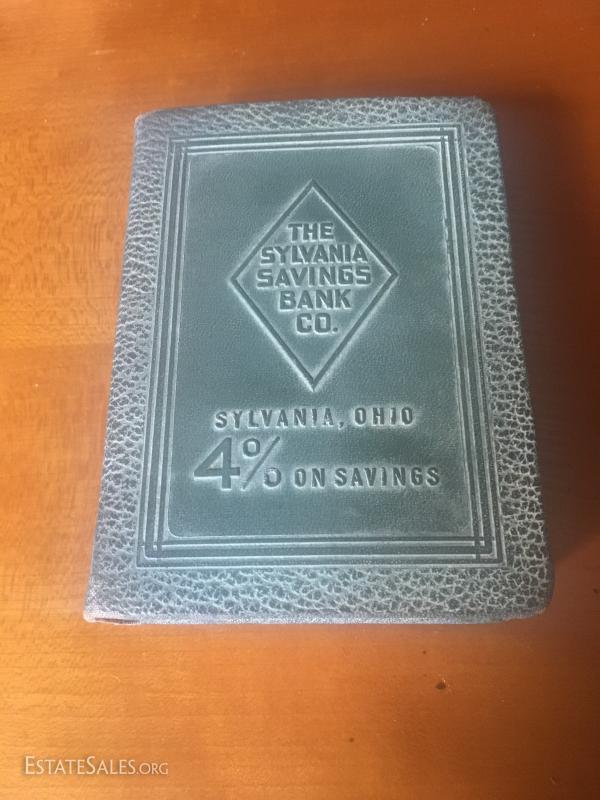 THE
SYLVANIA
SAVINGS
BANK
CO.
SYLVANIA, OHIO
4% ON SAVINGS
ESTATESALES.ORG